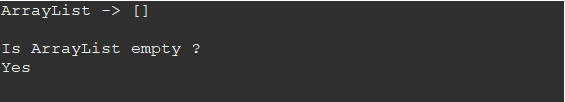 ArrayList -> []
Is ArrayList empty ?
Yes